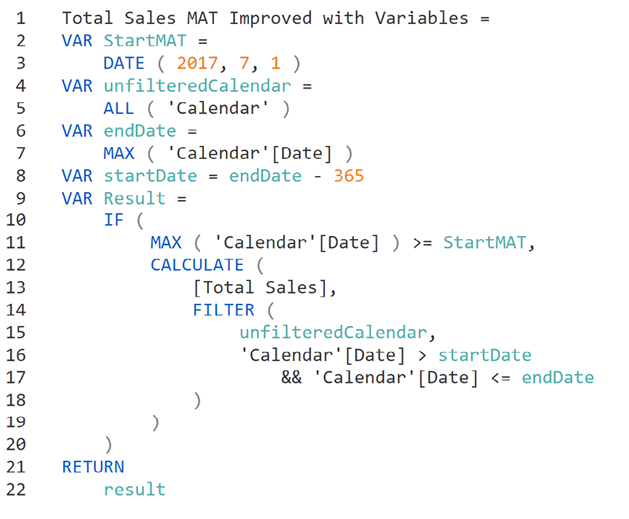 1 Total Sales MAT Improved with Variables =
2 VAR StartMAT =
3 DATE ( 2017, 7, 1 )
4 VAR unfilteredCalendar =
5 ALL ( 'Calendar' )
6 VAR endDate =
7 MAX ( 'Calendar'[Date] )
8 VAR startDate = endDate - 365
9 VAR Result =
10 IF (
11 MAX ( 'Calendar'[Date] ) >= StartMAT,
12 CALCULATE (
13 [Total Sales],
14 FILTER (
15 unfilteredCalendar,
16 'Calendar'[Date] > startDate
17 && 'Calendar'[Date] <= endDate
18 )
19 )
20 )
21 RETURN
22 result